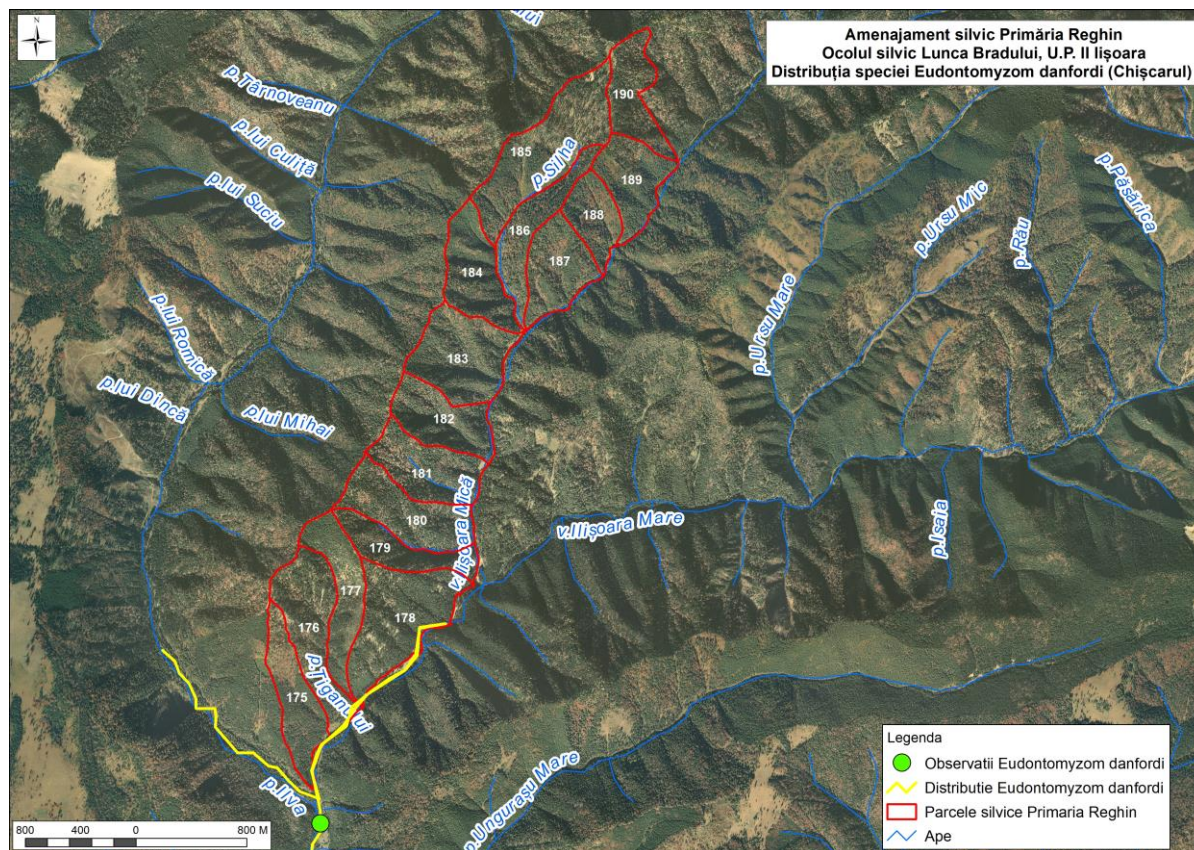 N
Amenajament silvic Primăria Reghin
Ocolul silvic Lunca Bradului, U.P. II Iișoara
Distribuția speciei Eudontomyzom danfordi (Chișcarul)
p.Târnoveanu
p.lui Culiță
p.lui Suciu
p.lui Romică
p.lui Dincă
p.lui Mihai
190
185
p.Silha
189
188
186
187
184
183
182
181
180
179
177
178
176
175
v.Ilișoara Mică
v.Ilișoara Mare
p.Ursu Mare
p.Ursu Mic
p.Rău
p.Păsărica
p.Isaia
p.Țiganului
p.Ilva
p.Ungurașu Mare
800 400 0 800 M
Legenda
Observatii Eudontomyzom danfordi
Distributie Eudontomyzom danfordi
Parcele silvice Primaria Reghin
Ape